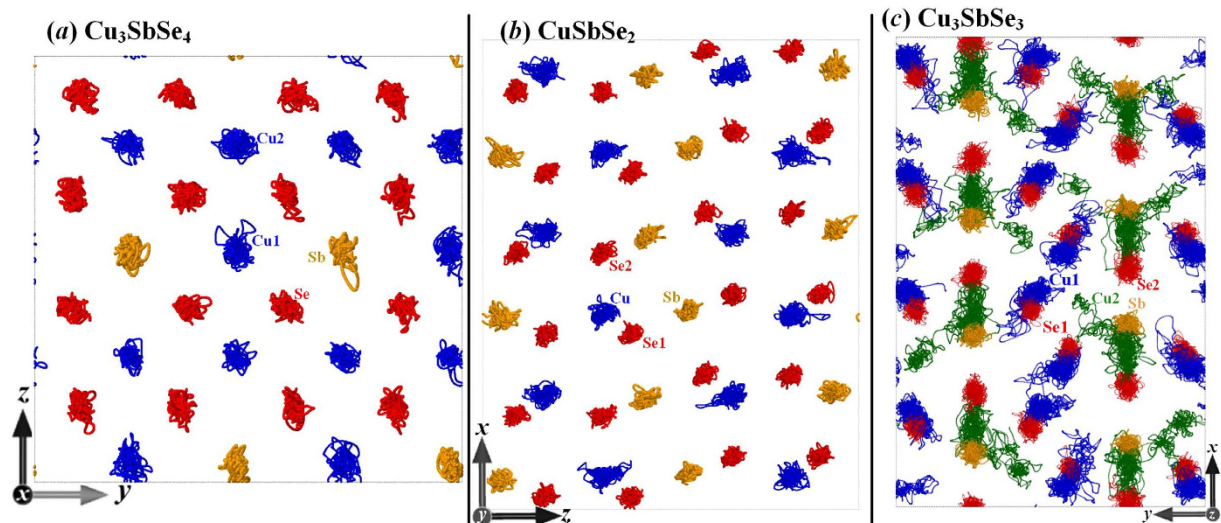 (a) Cu₃SbSe₄
Cu2
Cu1
Sb
Se
z
x
y
(b) CuSbSe₂
Se2
Cu
Sb
Se1
x
y
z
(c) Cu₃SbSe₃
Cu1
Se2
Cu2
Sb
Se1
x
y
z